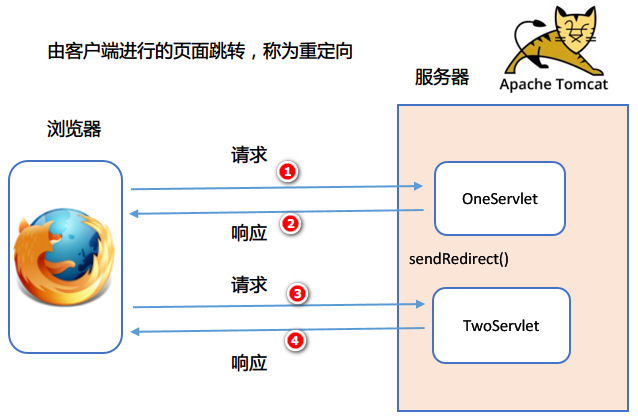 由客户端进行的页面跳转，称为重定向
Apache Tomcat
服务器
浏览器
请求
1
OneServlet
2
响应
sendRedirect()
请求
3
TwoServlet
4
响应